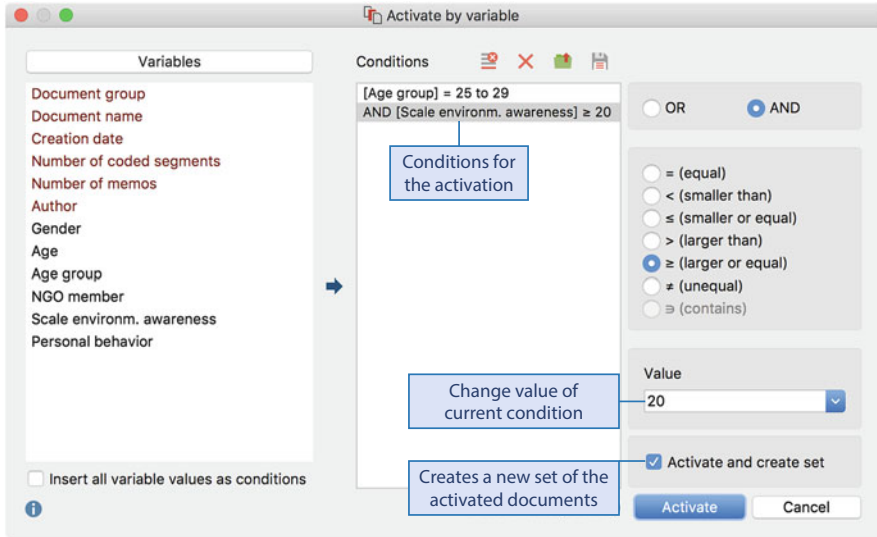 Activate by variable
Variables
Document group
Document name
Creation date
Number of coded segments
Number of memos
Author
Gender
Age
Age group
NGO member
Scale environm. awareness
Personal behavior
Insert all variable values as conditions
Conditions
[Age group] = 25 to 29
AND [Scale environm. awareness] ≥ 20
Conditions for
the activation
Change value of
current condition
Creates a new set of the
activated documents
OR AND
= (equal)
< (smaller than)
≤ (smaller or equal)
> (larger than)
≥ (larger or equal)
≠ (unequal)
∋ (contains)
Value
20
Activate and create set
Activate Cancel